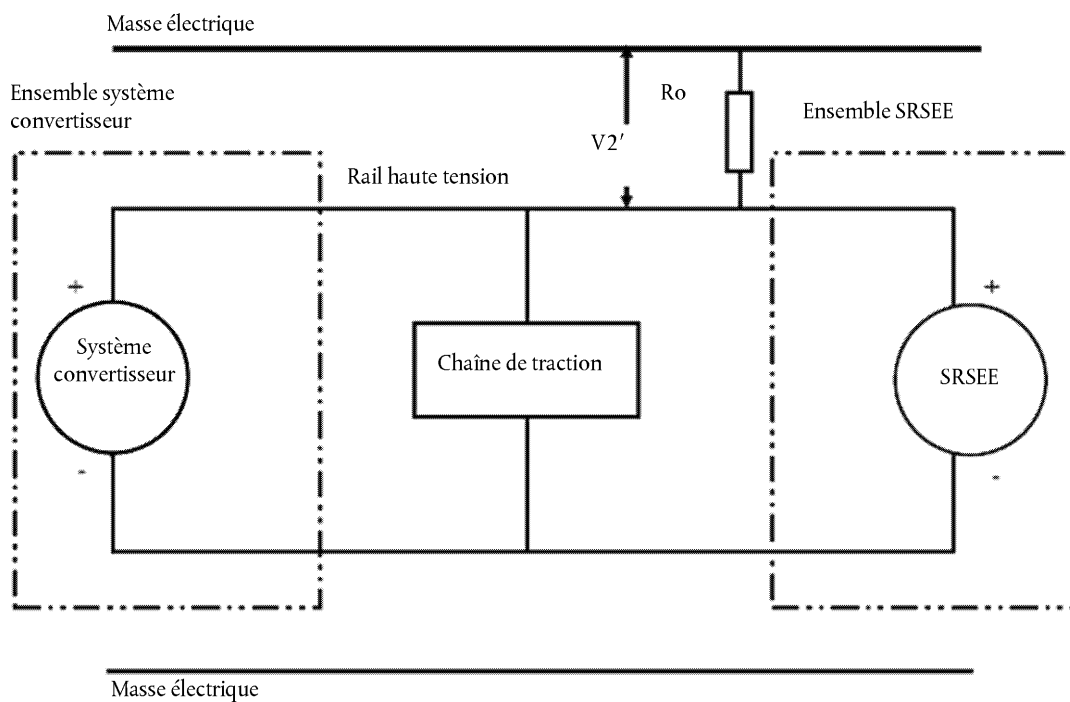 Masse électrique
Ensemble système
convertisseur
Ro
Ensemble SRSEE
V2′
Rail haute tension
+
+
Système
convertisseur
Chaîne de traction
SRSEE
-
-
Masse électrique